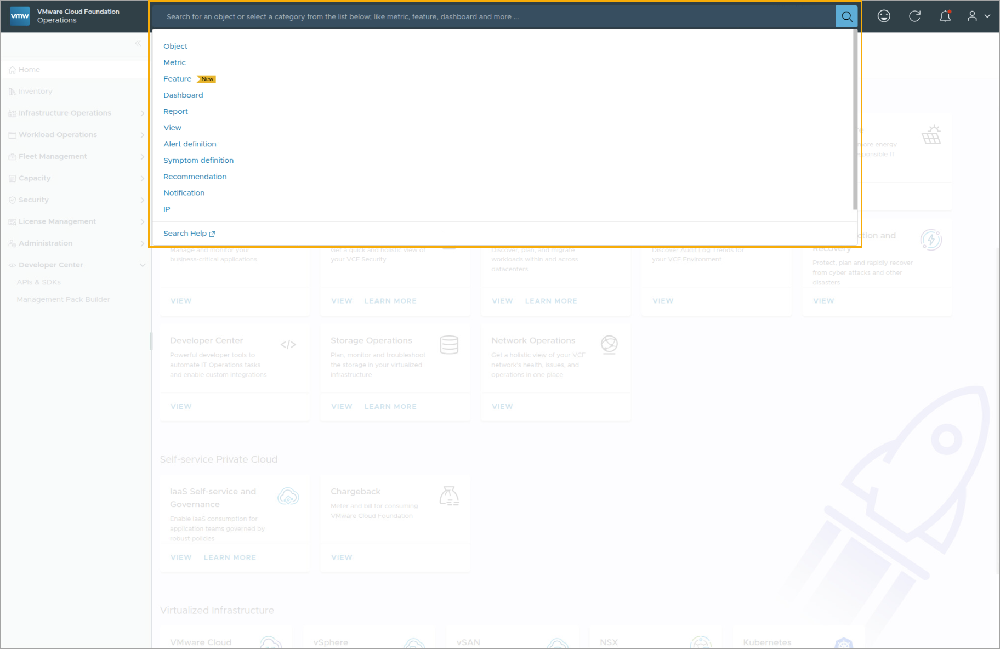 vmw
VMware Cloud Foundation
Operations
Search for an object or select a category from the list below; like metric, feature, dashboard and more ...
Object
Metric
Feature New
Dashboard
Report
View
Alert definition
Symptom definition
Recommendation
Notification
IP
Search Help
Home
Inventory
Infrastructure Operations
Workload Operations
Fleet Management
Capacity
Security
License Management
Administration
Developer Center
APIs & SDKs
Management Pack Builder
more energy
responsible IT
Manage and monitor your
business-critical applications
VIEW
Get a quick and holistic view of
your VCF Security
VIEW LEARN MORE
Discover, plan, and migrate
workloads within and across
datacenters
VIEW LEARN MORE
Discover Audit Log Trends for
your VCF Environment
VIEW
ction and
Recovery
Protect, plan and rapidly recover
from cyber attacks and other
disasters
VIEW
Developer Center
</>
Powerful developer tools to
automate IT Operations tasks
and enable custom integrations
VIEW
Storage Operations
Plan, monitor and troubleshoot
the storage in your virtualized
infrastructure
VIEW LEARN MORE
Network Operations
Get a holistic view of your VCF
network's health, issues, and
operations in one place
VIEW
Self-service Private Cloud
IaaS Self-service and
Governance
Enable IaaS consumption for
application teams governed by
robust policies
VIEW LEARN MORE
Chargeback
Meter and bill for consuming
VMware Cloud Foundation
VIEW
Virtualized Infrastructure
VMware Cloud
vSphere
vSAN
NSX
Kubernetes